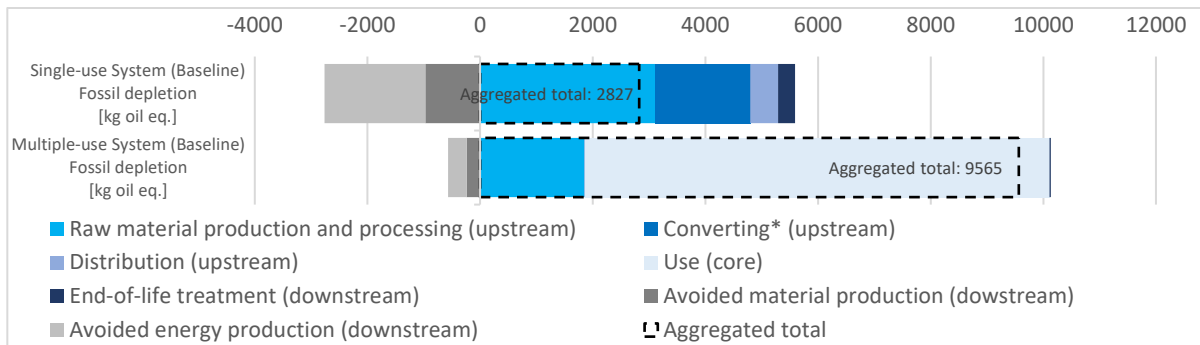 -4000 -2000 0 2000 4000 6000 8000 10000 12000
Single-use System (Baseline)
Fossil depletion
[kg oil eq.]
Aggregated total: 2827
Multiple-use System (Baseline)
Fossil depletion
[kg oil eq.]
Aggregated total: 9565
Raw material production and processing (upstream)
Converting* (upstream)
Distribution (upstream)
Use (core)
End-of-life treatment (downstream)
Avoided material production (dowstream)
Avoided energy production (downstream)
Aggregated total